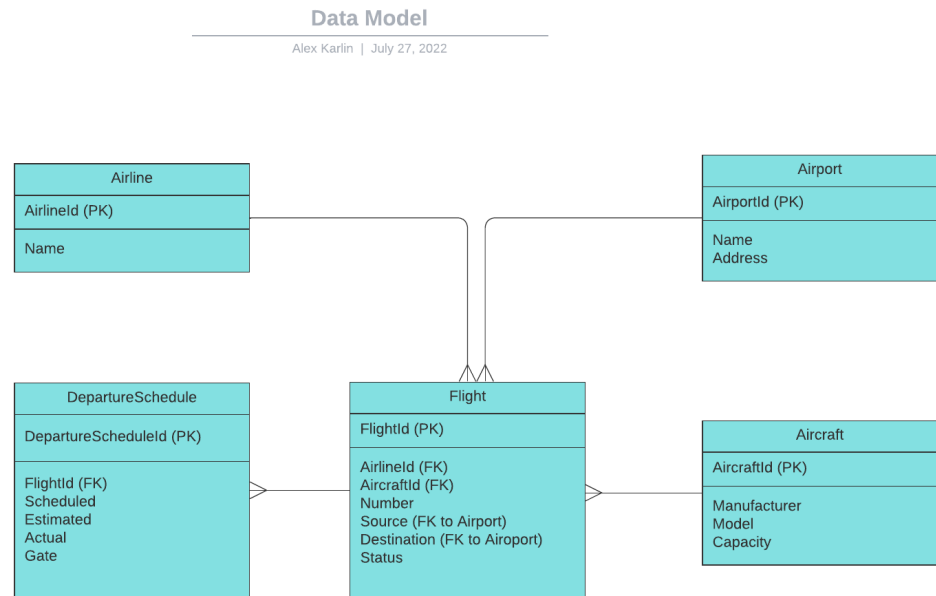 Data Model
Alex Karlin | July 27, 2022
Airline
AirlineId (PK)
Name
Airport
AirportId (PK)
Name
Address
DepartureSchedule
DepartureScheduleId (PK)
FlightId (FK)
Scheduled
Estimated
Actual
Gate
Flight
FlightId (PK)
AirlineId (FK)
AircraftId (FK)
Number
Source (FK to Airport)
Destination (FK to Airoport)
Status
Aircraft
AircraftId (PK)
Manufacturer
Model
Capacity